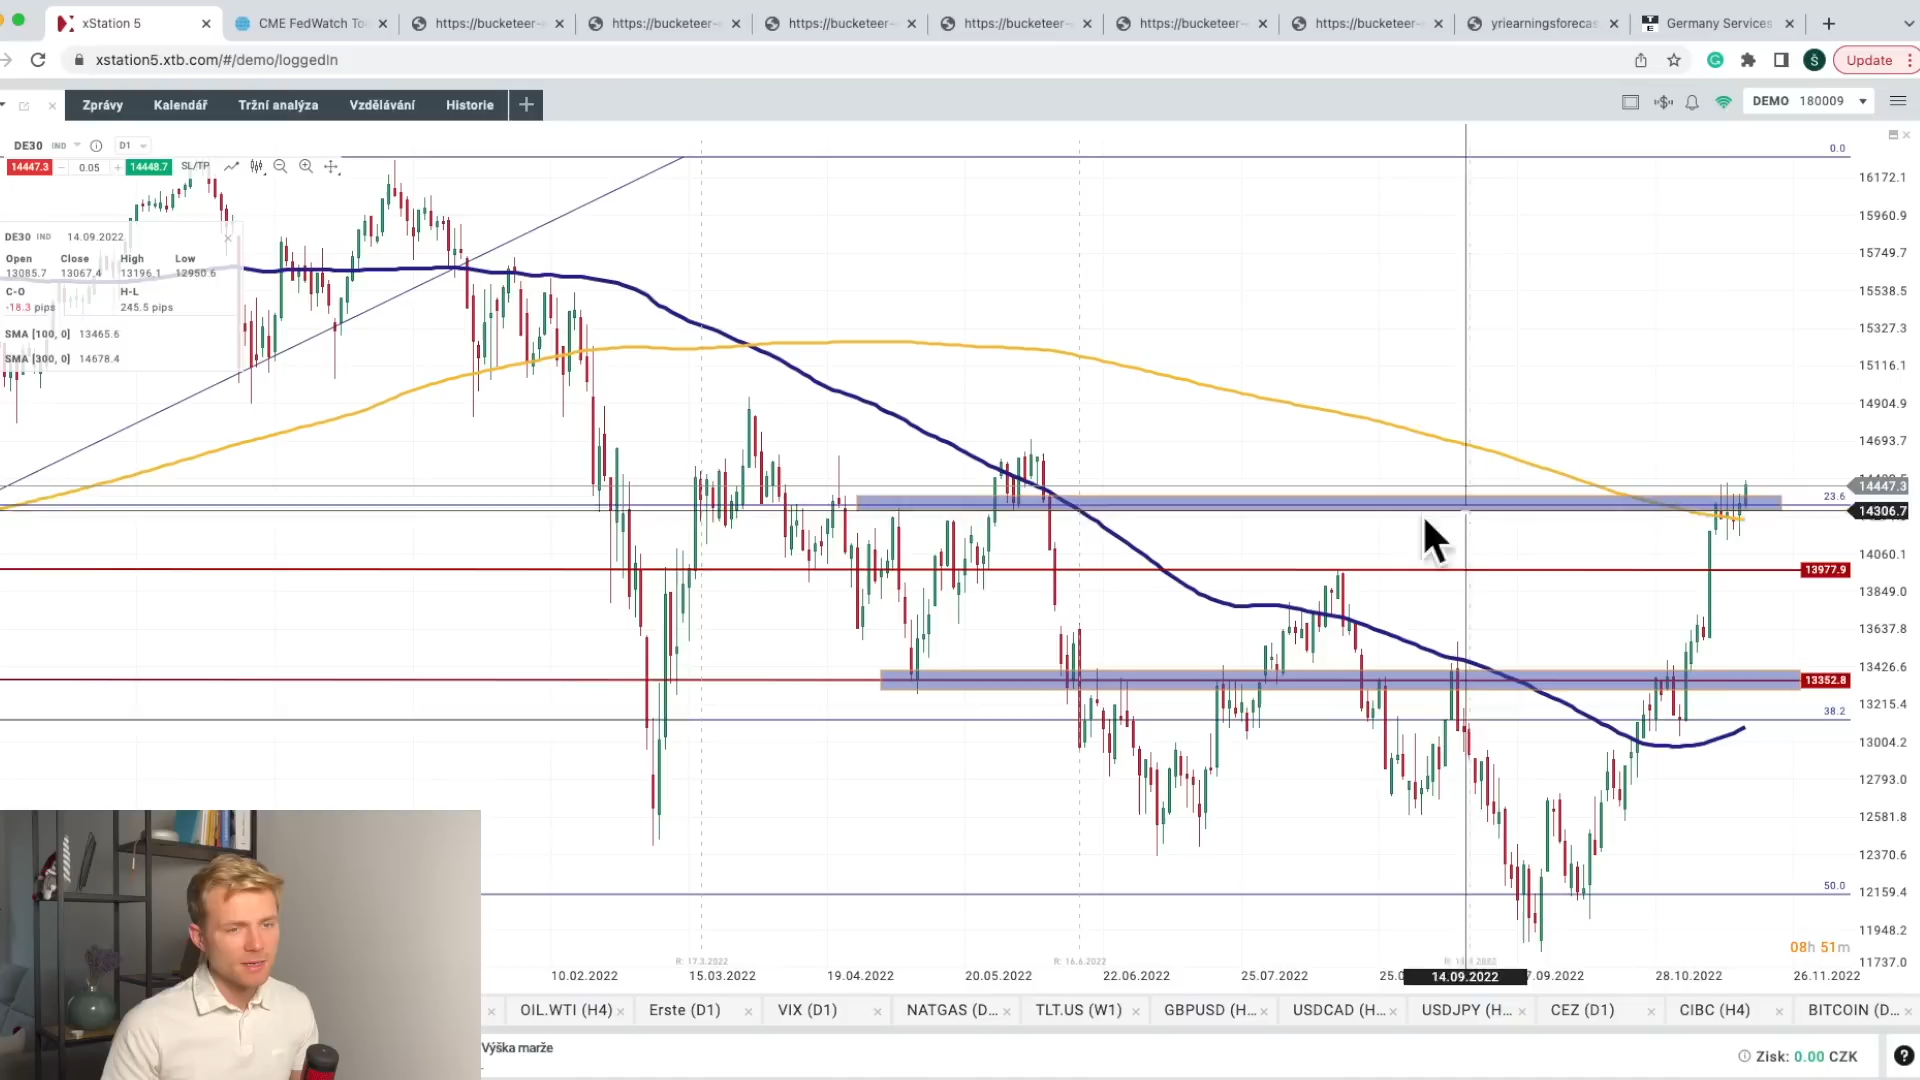 xStation 5
CME FedWatch To
https://bucketeer-
https://bucketeer-
https://bucketeer-
https://bucketeer-
https://bucketeer-
https://bucketeer-
yriearningsforecas
Germany Services
xstation5.xtb.com/#/demo/loggedIn
Update
Zprávy Kalendář Tržní analýza Vzdělávání Historie
DEMO 180009
DE30 IND D1
14447.3 0.05 14448.7 SL/TP
DE30 IND 14.09.2022
Open Close High Low
13085.7 13067.4 13196.1 12950.6
C-O H-L
-18.3 pips 245.5 pips
SMA [100, 0] 13465.6
SMA [300, 0] 14678.4
0.0
16172.1
15960.9
15749.7
15538.5
15327.3
15116.1
14904.9
14693.7
14447.3
23.6
14306.7
14060.1
13977.9
13849.0
13637.8
13426.6
13352.8
13215.4
38.2
13004.2
12793.0
12581.8
12370.6
50.0
12159.4
11948.2
08h 51m
11737.0
R: 17.3.2022 R: 16.6.2022
10.02.2022 15.03.2022 19.04.2022 20.05.2022 22.06.2022 25.07.2022 14.09.2022 28.10.2022 26.11.2022
OIL.WTI (H4) Erste (D1) VIX (D1) NATGAS (D... TLT.US (W1) GBPUSD (H... USDCAD (H... USDJPY (H... CEZ (D1) CIBC (H4) BITCOIN (D...
Výška marže
Zisk: 0.00 CZK